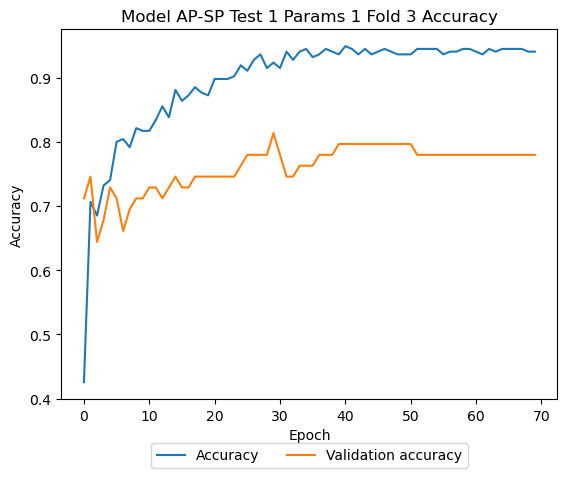 Model AP-SP Test 1 Params 1 Fold 3 Accuracy
Accuracy
0.9
0.8
0.7
0.6
0.5
0.4
0 10 20 30 40 50 60 70
Epoch
Accuracy Validation accuracy